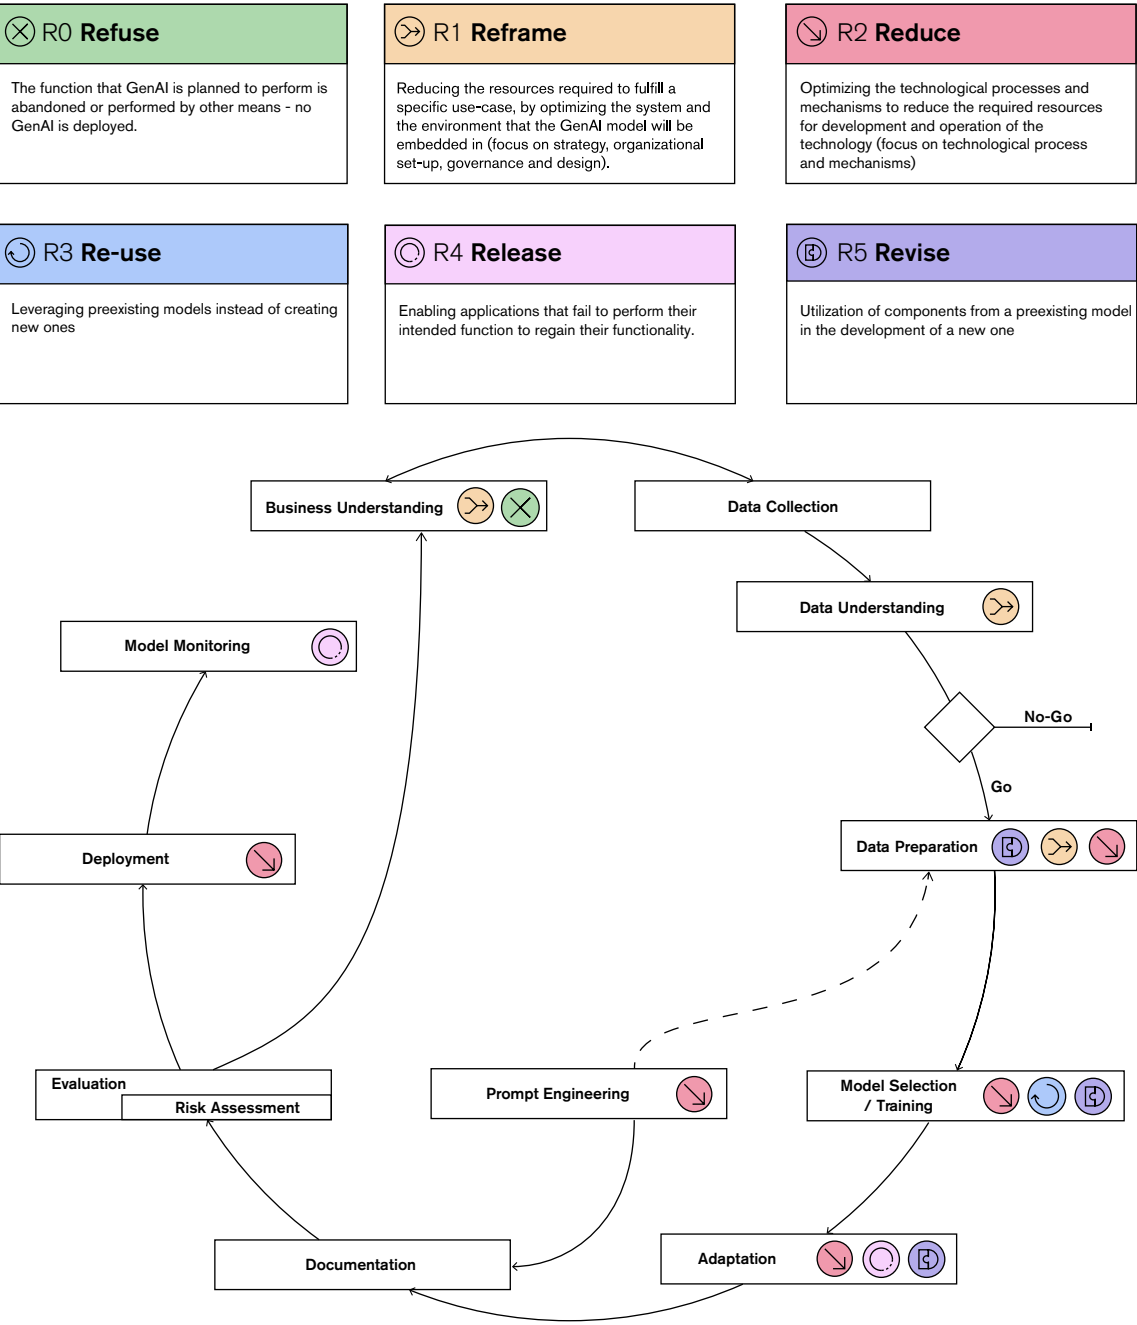 R0 Refuse
The function that GenAI is planned to perform is
abandoned or performed by other means - no
GenAI is deployed.
R1 Reframe
Reducing the resources required to fulfill a
specific use-case, by optimizing the system and
the environment that the GenAI model will be
embedded in (focus on strategy, organizational
set-up, governance and design).
R2 Reduce
Optimizing the technological processes and
mechanisms to reduce the required resources
for development and operation of the
technology (focus on technological process
and mechanisms)
R3 Re-use
Leveraging preexisting models instead of creating
new ones
R4 Release
Enabling applications that fail to perform their
intended function to regain their functionality.
R5 Revise
Utilization of components from a preexisting model
in the development of a new one
Business Understanding
Data Collection
Data Understanding
Model Monitoring
No-Go
Go
Deployment
Data Preparation
Evaluation
Risk Assessment
Prompt Engineering
Model Selection
/ Training
Documentation
Adaptation